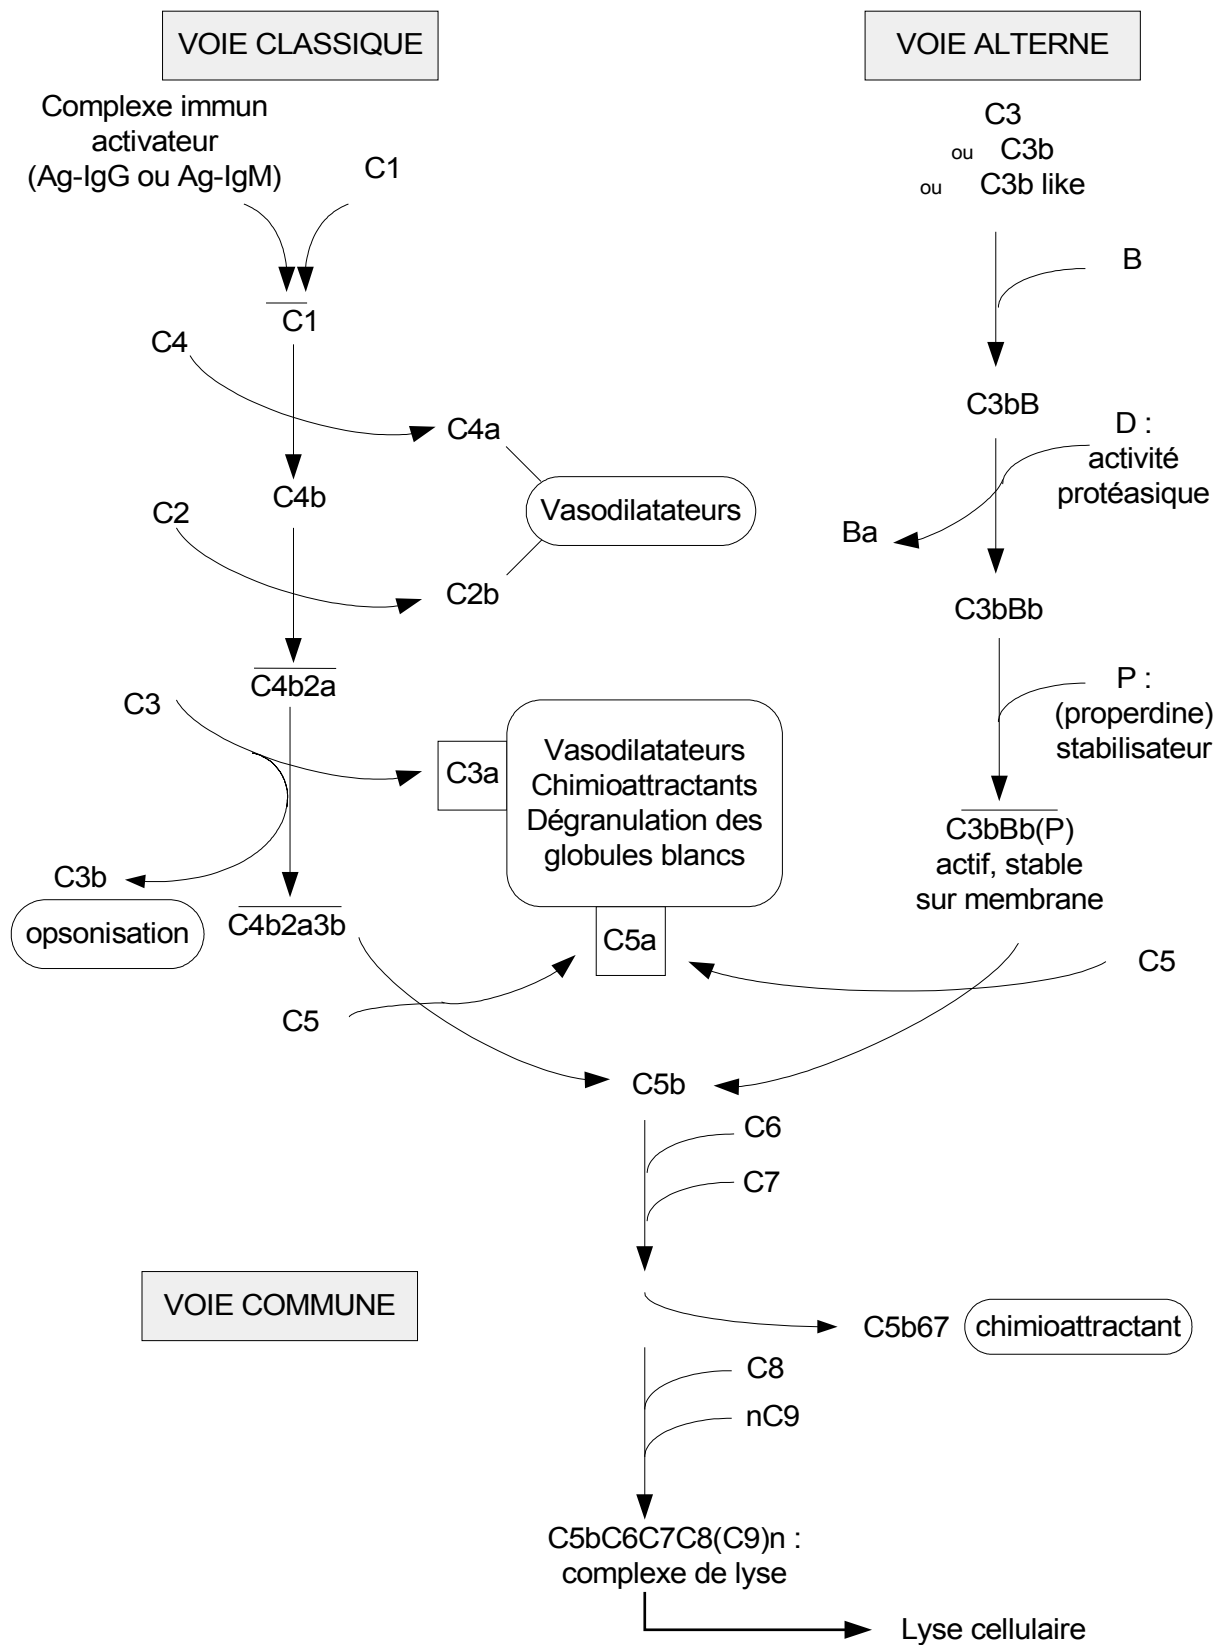 VOIE CLASSIQUE
VOIE ALTERNE
Complexe immun
activateur
(Ag-IgG ou Ag-IgM)
C1
C3
ou C3b
ou C3b like
B
C1
C4
C3bB
C4a
D :
activité
protéasique
C4b
C2
Vasodilatateurs
Ba
C2b
C3bBb
C4b2a
C3
P :
(properdine)
stabilisateur
C3a
Vasodilatateurs
Chimioattractants
Dégranulation des
globules blancs
C3bBb(P)
actif, stable
sur membrane
C3b
opsonisation
C4b2a3b
C5a
C5
C5
C5b
C6
C7
VOIE COMMUNE
C5b67
chimioattractant
C8
nC9
C5bC6C7C8(C9)n :
complexe de lyse
Lyse cellulaire